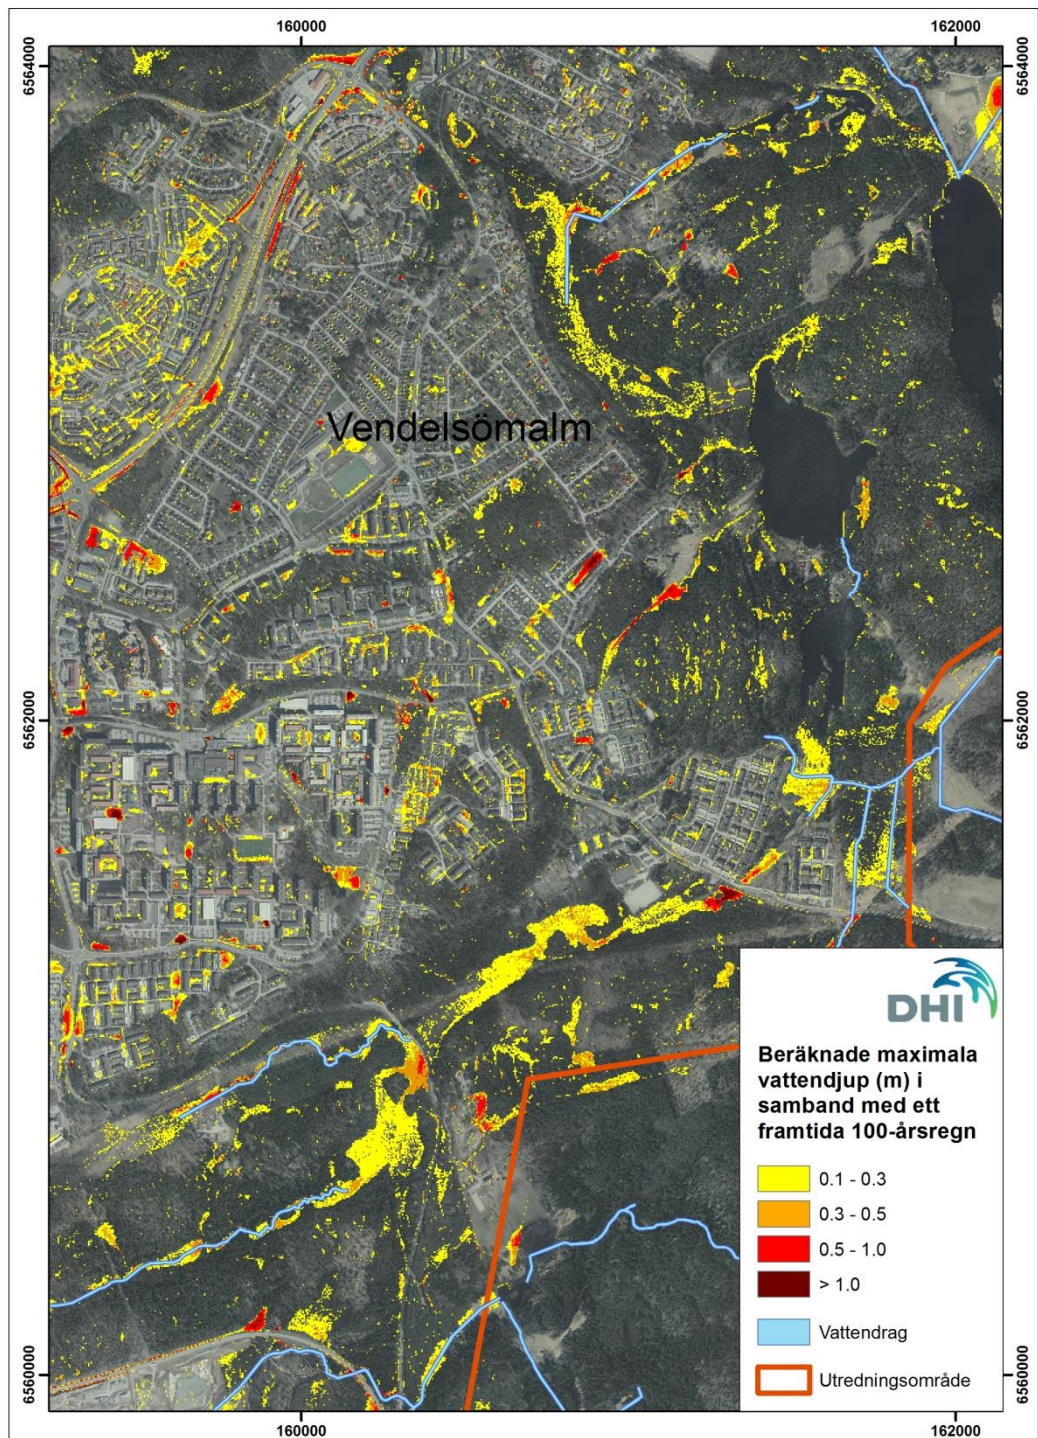 160000
162000
6564000
6564000
Vendelsömalm
6562000
6562000
DHI
Beräknade maximala
vattendjup (m) i
samband med ett
framtida 100-årsregn
0.1 - 0.3
0.3 - 0.5
0.5 - 1.0
> 1.0
Vattendrag
Utredningsområde
6560000
6560000
160000
162000